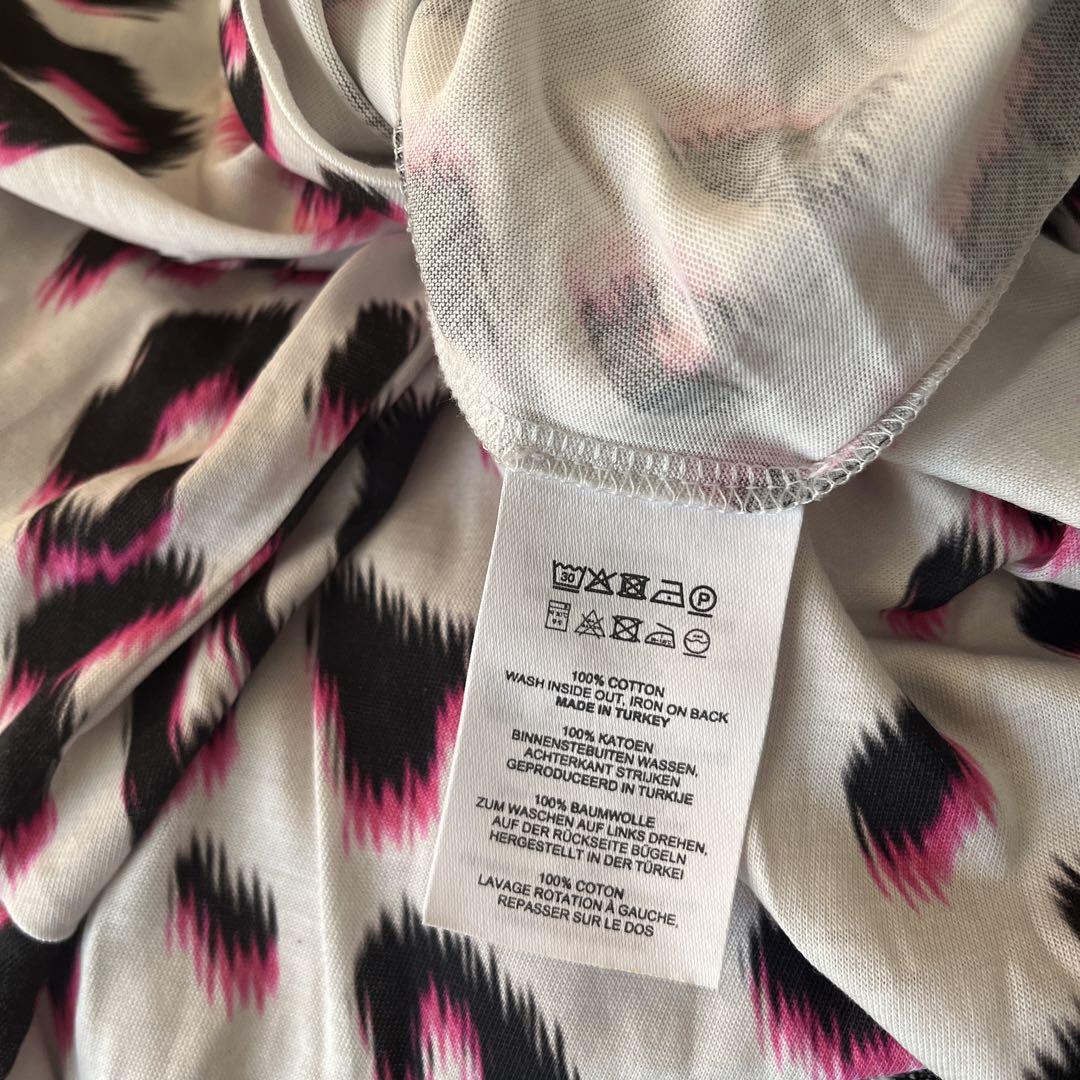 30 P
100% COTTON
WASH INSIDE OUT, IRON ON BACK
MADE IN TURKEY
100% KATOEN
BINNENSTEBUITEN WASSEN,
ACHTERKANT STRIJKEN
GEPRODUCEERD IN TURKIJE
100% BAUMWOLLE
ZUM WASCHEN AUF LINKS DREHEN,
AUF DER RÜCKSEITE BÜGELN
HERGESTELLT IN DER TÜRKEI
100% COTON
LAVAGE ROTATION À GAUCHE,
REPASSER SUR LE DOS